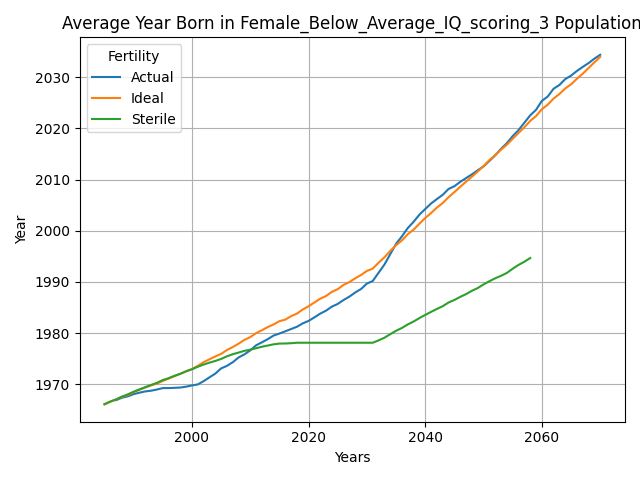 Average Year Born in Female_Below_Average_IQ_scoring_3 Population
Fertility
Actual
Ideal
Sterile
Year
2030
2020
2010
2000
1990
1980
1970
2000 2020 2040 2060
Years